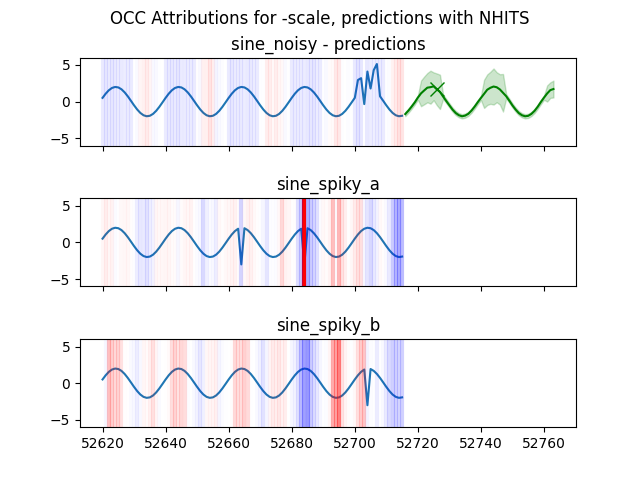 OCC Attributions for -scale, predictions with NHITS
sine_noisy - predictions
5
0
−5
sine_spiky_a
5
0
−5
sine_spiky_b
5
0
−5
52620 52640 52660 52680 52700 52720 52740 52760